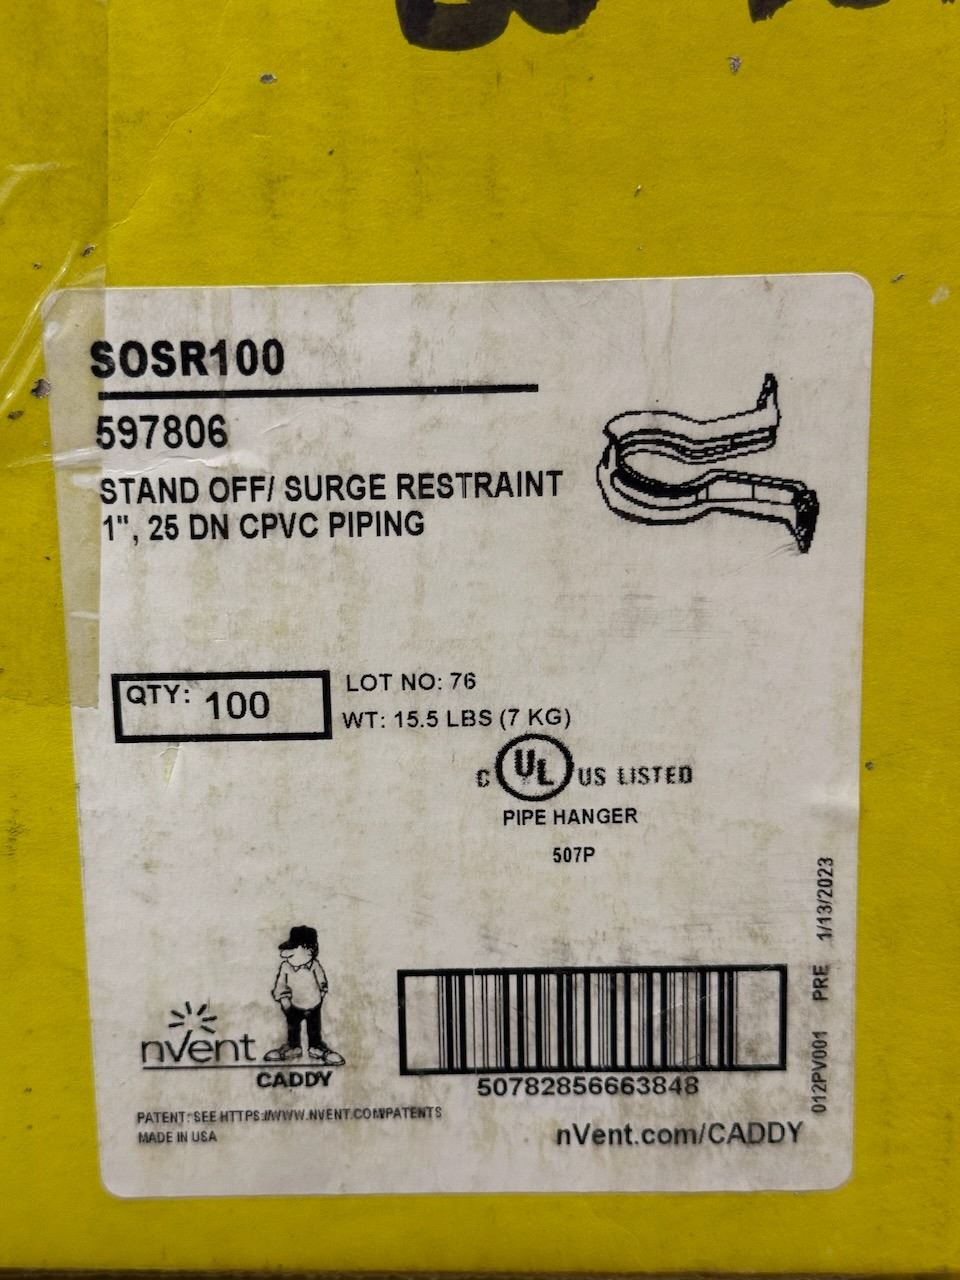 SOSR100
597806
STAND OFF/ SURGE RESTRAINT
1", 25 DN CPVC PIPING
QTY: 100
LOT NO: 76
WT: 15.5 LBS (7 KG)
C UL US LISTED
PIPE HANGER
507P
nVent
CADDY
50782856663848
PATENT: SEE HTTPS://WWW.NVENT.COM/PATENTS
MADE IN USA
nVent.com/CADDY
012PV001 PRE 1/13/2023